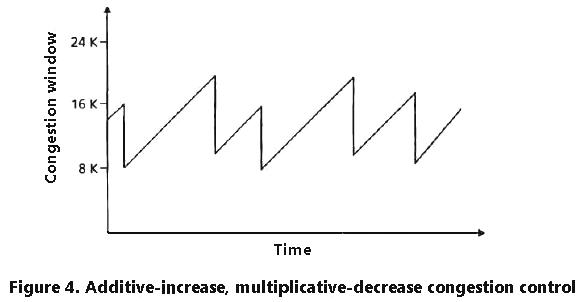 24 K
16 K
8 K
Congestion window
Time
Figure 4. Additive-increase, multiplicative-decrease congestion control